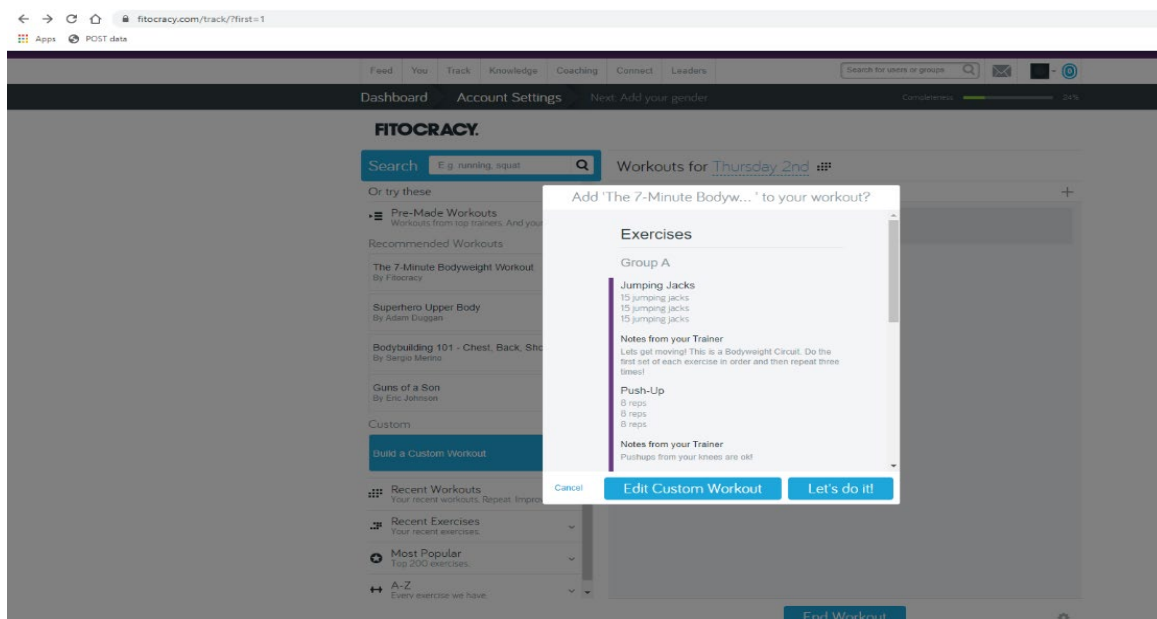 fitocracy.com/track/?first=1
Apps POST data
Feed You Track Knowledge Coaching Connect Leaders Search for users or groups
Dashboard Account Settings Next: Add your gender Completeness 24%
FITOCRACY.
Search E.g. running, squat Workouts for Thursday 2nd
Or try these
Pre-Made Workouts
Workouts from top trainers. And your
Recommended Workouts
The 7-Minute Bodyweight Workout
By Fitocracy
Superhero Upper Body
By Adam Duggan
Bodybuilding 101 - Chest, Back, Sho
By Sergio Merino
Guns of a Son
By Eric Johnson
Custom
Build a Custom Workout
Recent Workouts
Your recent workouts. Repeat. Improv
Recent Exercises
Your recent exercises.
Most Popular
Top 200 exercises.
A-Z
Every exercise we have.
Add 'The 7-Minute Bodyw... ' to your workout?
Exercises
Group A
Jumping Jacks
15 jumping jacks
15 jumping jacks
15 jumping jacks
Notes from your Trainer
Lets get moving! This is a Bodyweight Circuit. Do the
first set of each exercise in order and then repeat three
times!
Push-Up
8 reps
8 reps
8 reps
Notes from your Trainer
Pushups from your knees are ok!
Cancel Edit Custom Workout Let's do it!
End Workout